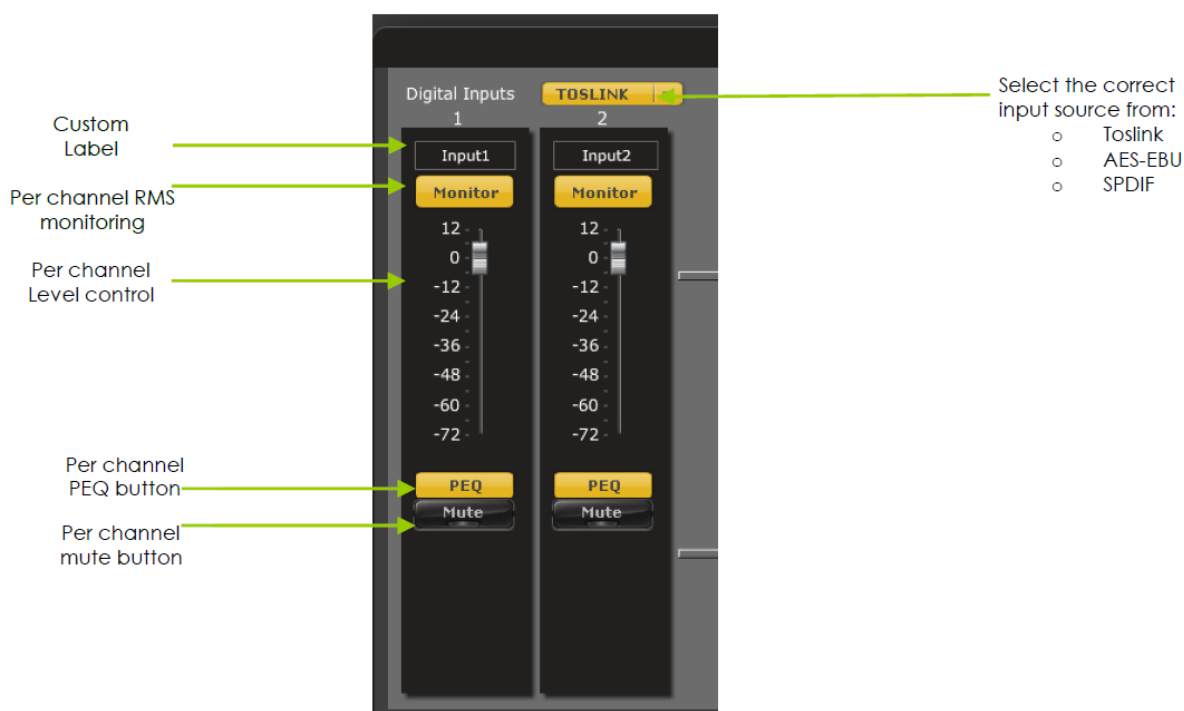 Digital Inputs
TOSLINK
1
2
Input1
Input2
Monitor
Monitor
12
0
-12
-24
-36
-48
-60
-72
12
0
-12
-24
-36
-48
-60
-72
PEQ
PEQ
Mute
Mute
Custom
Label
Per channel RMS
monitoring
Per channel
Level control
Per channel
PEQ button
Per channel
mute button
Select the correct
input source from:
o Toslink
o AES-EBU
o SPDIF